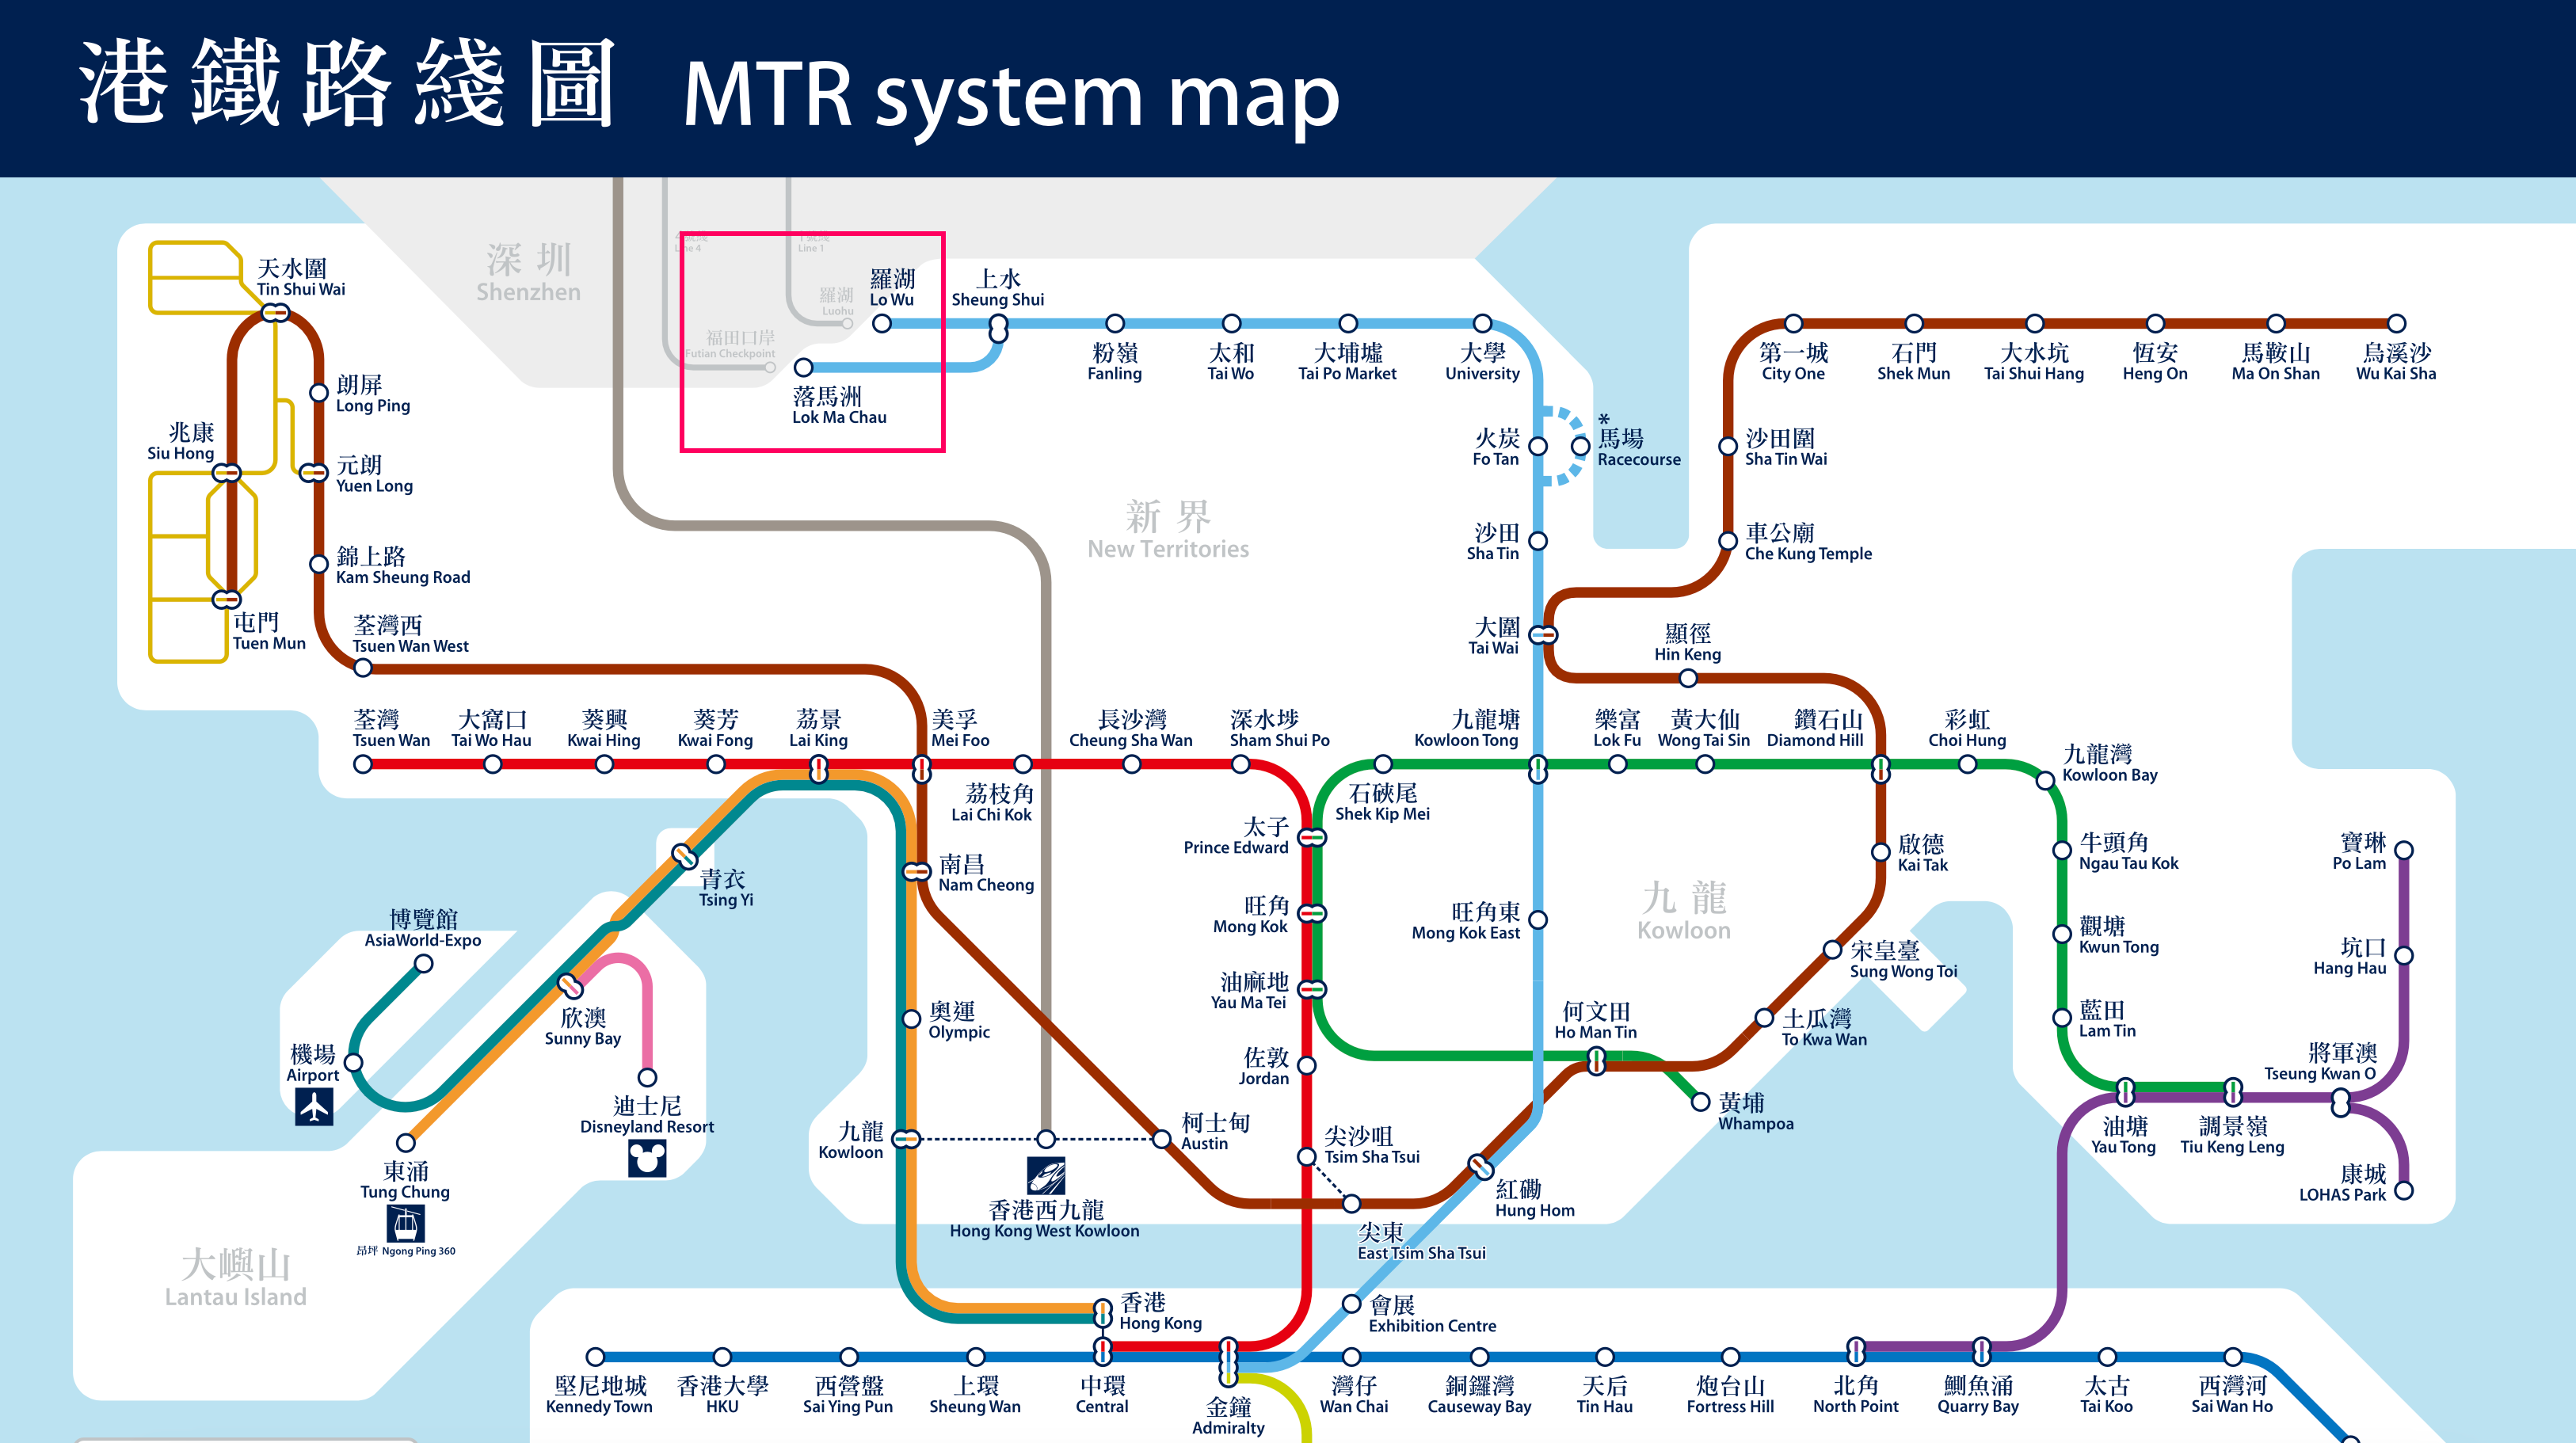 港鐵路綫圖 MTR system map
深圳
Shenzhen
4號綫
Line 4
1號綫
Line 1
羅湖
Luohu
福田口岸
Futian Checkpoint
羅湖
Lo Wu
上水
Sheung Shui
落馬洲
Lok Ma Chau
粉嶺
Fanling
太和
Tai Wo
大埔墟
Tai Po Market
大學
University
火炭
Fo Tan
*
馬場
Racecourse
沙田
Sha Tin
大圍
Tai Wai
第一城
City One
石門
Shek Mun
大水坑
Tai Shui Hang
恆安
Heng On
馬鞍山
Ma On Shan
烏溪沙
Wu Kai Sha
沙田圍
Sha Tin Wai
車公廟
Che Kung Temple
顯徑
Hin Keng
天水圍
Tin Shui Wai
朗屏
Long Ping
兆康
Siu Hong
元朗
Yuen Long
錦上路
Kam Sheung Road
屯門
Tuen Mun
荃灣西
Tsuen Wan West
新界
New Territories
荃灣
Tsuen Wan
大窩口
Tai Wo Hau
葵興
Kwai Hing
葵芳
Kwai Fong
荔景
Lai King
美孚
Mei Foo
荔枝角
Lai Chi Kok
長沙灣
Cheung Sha Wan
深水埗
Sham Shui Po
石硤尾
Shek Kip Mei
九龍塘
Kowloon Tong
樂富
Lok Fu
黃大仙
Wong Tai Sin
鑽石山
Diamond Hill
彩虹
Choi Hung
九龍灣
Kowloon Bay
牛頭角
Ngau Tau Kok
觀塘
Kwun Tong
藍田
Lam Tin
油塘
Yau Tong
調景嶺
Tiu Keng Leng
將軍澳
Tseung Kwan O
寶琳
Po Lam
坑口
Hang Hau
康城
LOHAS Park
太子
Prince Edward
旺角
Mong Kok
油麻地
Yau Ma Tei
佐敦
Jordan
尖沙咀
Tsim Sha Tsui
旺角東
Mong Kok East
九龍
Kowloon
啟德
Kai Tak
宋皇臺
Sung Wong Toi
土瓜灣
To Kwa Wan
何文田
Ho Man Tin
黃埔
Whampoa
紅磡
Hung Hom
尖東
East Tsim Sha Tsui
柯士甸
Austin
香港西九龍
Hong Kong West Kowloon
南昌
Nam Cheong
奧運
Olympic
九龍
Kowloon
青衣
Tsing Yi
博覽館
AsiaWorld-Expo
機場
Airport
欣澳
Sunny Bay
迪士尼
Disneyland Resort
東涌
Tung Chung
昂坪 Ngong Ping 360
大嶼山
Lantau Island
香港
Hong Kong
會展
Exhibition Centre
堅尼地城
Kennedy Town
香港大學
HKU
西營盤
Sai Ying Pun
上環
Sheung Wan
中環
Central
金鐘
Admiralty
灣仔
Wan Chai
銅鑼灣
Causeway Bay
天后
Tin Hau
炮台山
Fortress Hill
北角
North Point
鰂魚涌
Quarry Bay
太古
Tai Koo
西灣河
Sai Wan Ho